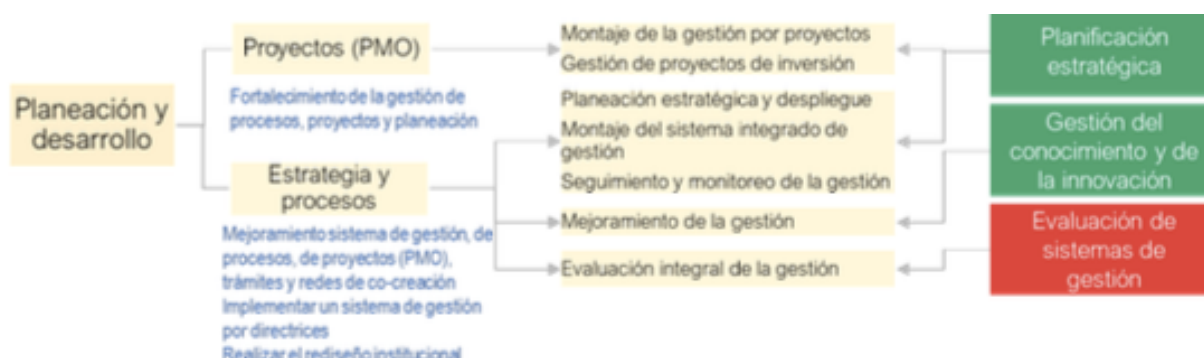 Planeación y
desarrollo
Proyectos (PMO)
Fortalecimiento de la gestión de
procesos, proyectos y planeación
Estrategia y
procesos
Mejoramiento sistema de gestión, de
procesos, de proyectos (PMO),
trámites y redes de co-creación
Implementar un sistema de gestión
por directrices
Realizar el rediseño institucional
Montaje de la gestión por proyectos
Gestión de proyectos de inversión
Planeación estratégica y despliegue
Montaje del sistema integrado de
gestión
Seguimiento y monitoreo de la gestión
Mejoramiento de la gestión
Evaluación integral de la gestión
Planificación
estratégica
Gestión del
conocimiento y de
la innovación
Evaluación de
sistemas de
gestión